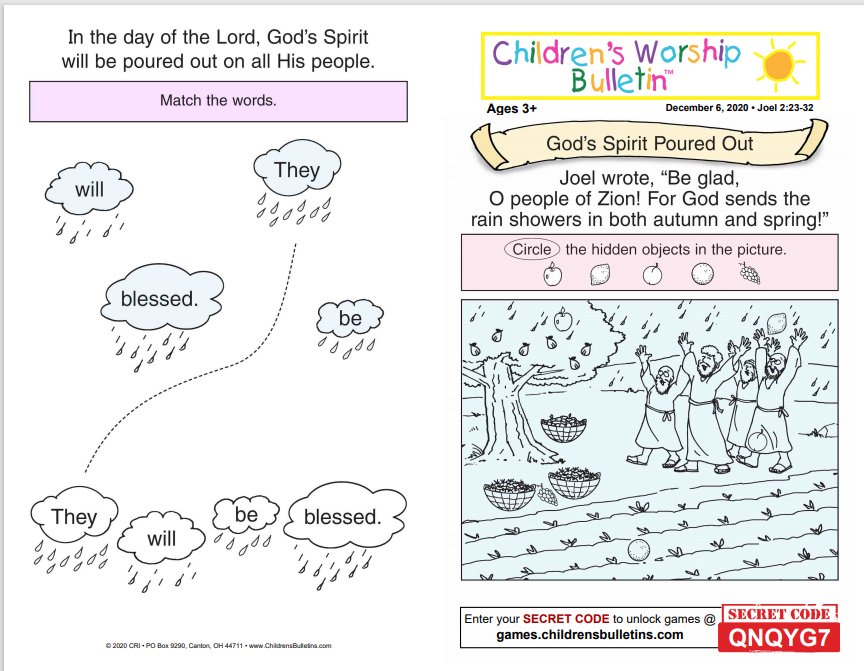 In the day of the Lord, God's Spirit
will be poured out on all His people.
Match the words.
will
They
blessed.
be
They
will
be
blessed.
© 2020 CRI • PO Box 9290, Canton, OH 44711 • www.ChildrensBulletins.com
Children's Worship
Bulletin™
Ages 3+
December 6, 2020 • Joel 2:23-32
God's Spirit Poured Out
Joel wrote, “Be glad,
O people of Zion! For God sends the
rain showers in both autumn and spring!”
Circle the hidden objects in the picture.
Enter your SECRET CODE to unlock games @
games.childrensbulletins.com
SECRET CODE
QNQYG7